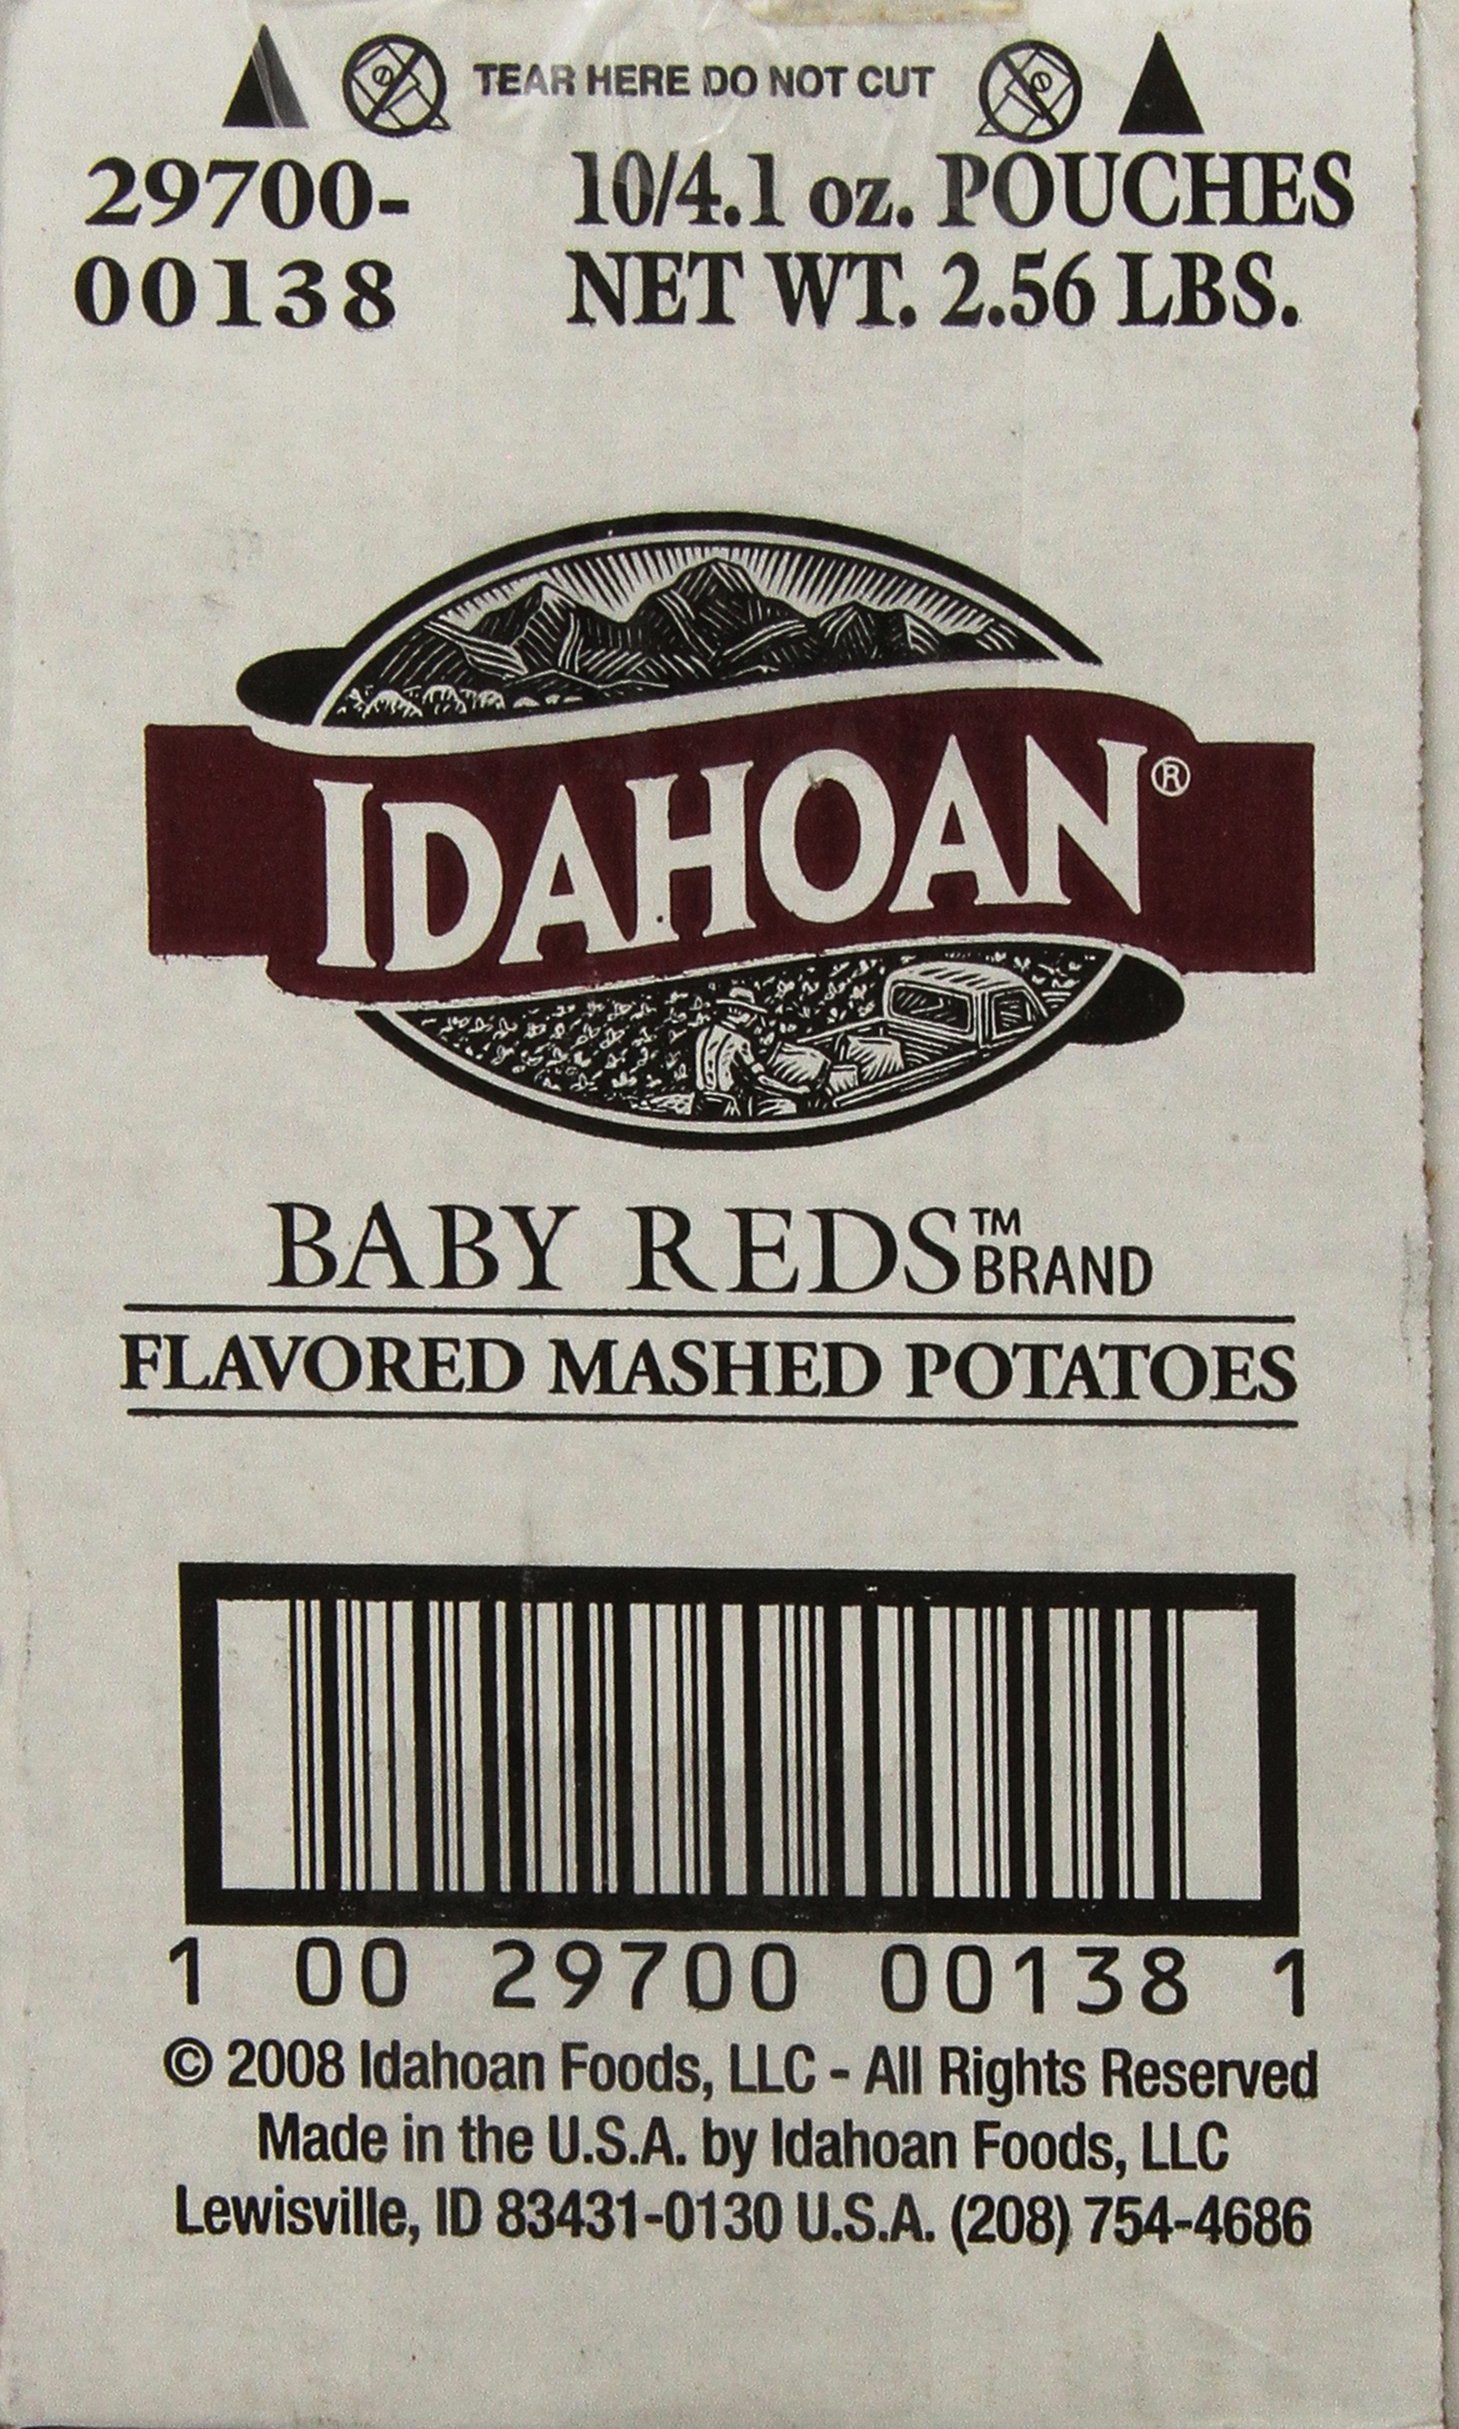 TEAR HERE DO NOT CUT
29700-
00138
10/4.1 oz. POUCHES
NET WT. 2.56 LBS.
IDAHOAN®
BABY REDS™ BRAND
FLAVORED MASHED POTATOES
1 00 29700 00138 1
© 2008 Idahoan Foods, LLC - All Rights Reserved
Made in the U.S.A. by Idahoan Foods, LLC
Lewisville, ID 83431-0130 U.S.A. (208) 754-4686